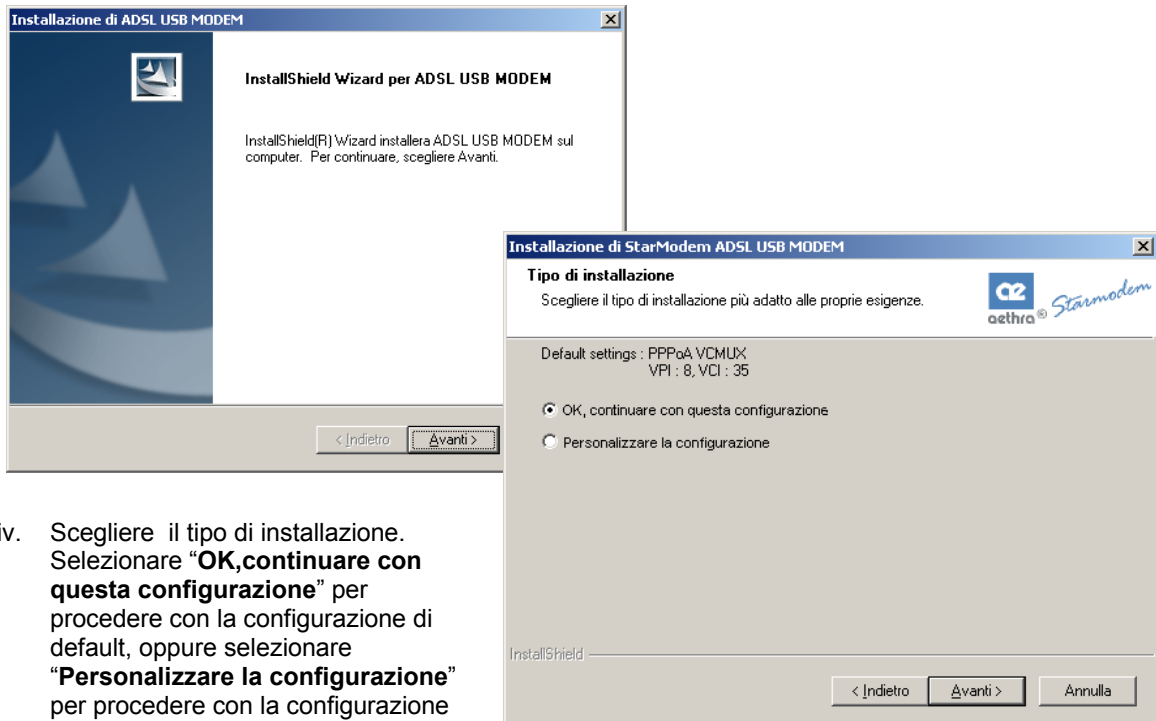 Installazione di ADSL USB MODEM
InstallShield Wizard per ADSL USB MODEM
InstallShield(R) Wizard installera ADSL USB MODEM sul
computer. Per continuare, scegliere Avanti.
< Indietro
Avanti >
Installazione di StarModem ADSL USB MODEM
Tipo di installazione
Scegliere il tipo di installazione più adatto alle proprie esigenze.
aethra® Starmodem
Default settings : PPPoA VCMUX
VPI : 8, VCI : 35
OK, continuare con questa configurazione
Personalizzare la configurazione
InstallShield
< Indietro
Avanti >
Annulla
iv. Scegliere il tipo di installazione.
Selezionare “OK,continuare con
questa configurazione” per
procedere con la configurazione di
default, oppure selezionare
“Personalizzare la configurazione”
per procedere con la configurazione